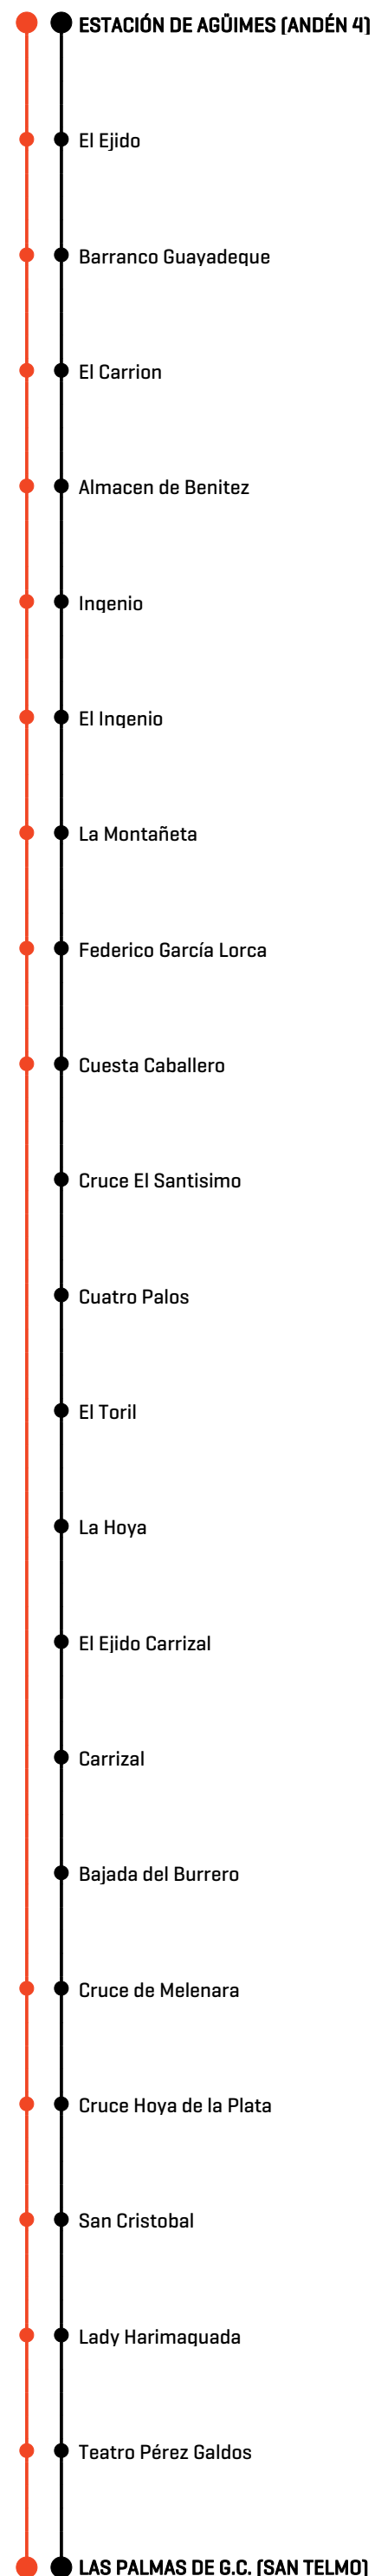 ESTACIÓN DE AGÜIMES (ANDÉN 4)
El Ejido
Barranco Guayadeque
El Carrion
Almacen de Benitez
Ingenio
El Ingenio
La Montañeta
Federico García Lorca
Cuesta Caballero
Cruce El Santisimo
Cuatro Palos
El Toril
La Hoya
El Ejido Carrizal
Carrizal
Bajada del Burrero
Cruce de Melenara
Cruce Hoya de la Plata
San Cristobal
Lady Harimaguada
Teatro Pérez Galdos
LAS PALMAS DE G.C. (SAN TELMO)